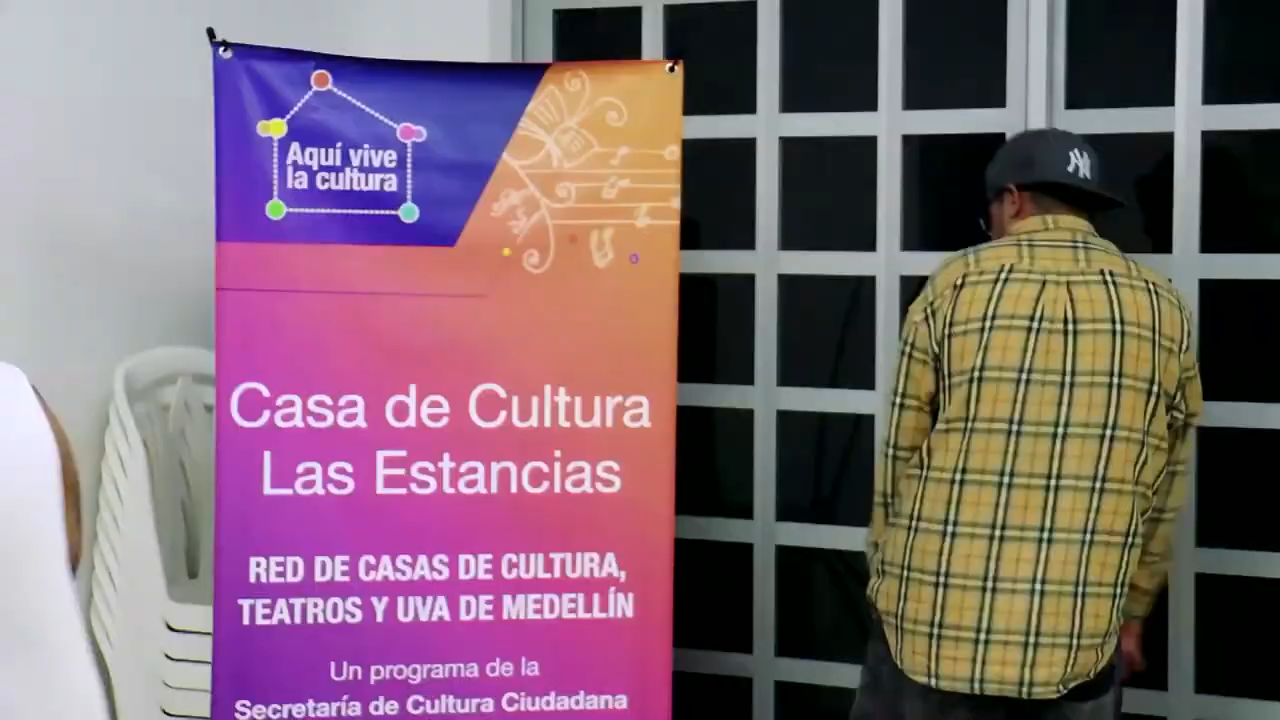 Aquí vive
la cultura
Casa de Cultura
Las Estancias
RED DE CASAS DE CULTURA,
TEATROS Y UVA DE MEDELLÍN
Un programa de la
Secretaría de Cultura Ciudadana
NY